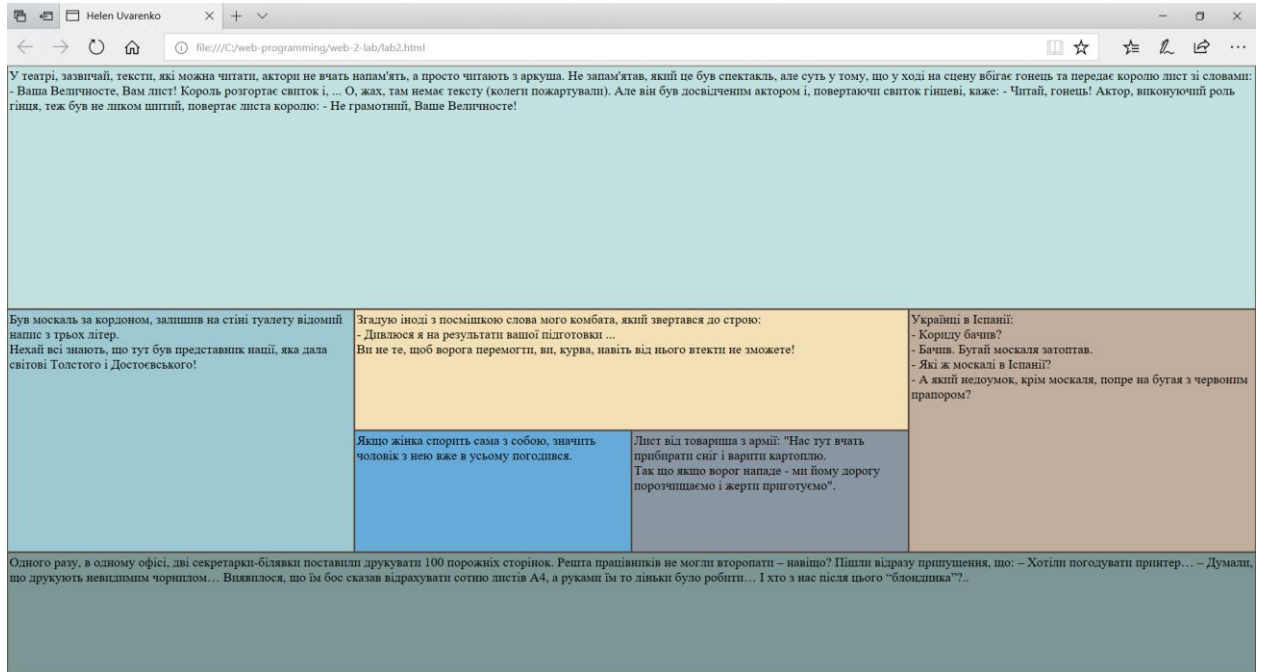 Helen Uvarenko
file:///C:/web-programming/web-2-lab/lab2.html
У театрі, зазвичай, тексти, які можна читати, актори не вчать напам'ять, а просто читають з аркуша. Не запам'ятав, який це був спектакль, але суть у тому, що у ході на сцену вбігає гонець та передає королю лист зі словами:
- Ваша Величносте, Вам лист! Король розгортає свиток і, ... О, жах, там немає тексту (колеги пожартували). Але він був досвідченим актором і, повертаючи свиток гінцеві, каже: - Читай, гонець! Актор, виконуючий роль
гінця, теж був не ликом шитий, повертає листа королю: - Не грамотний, Ваше Величносте!
Був москаль за кордоном, залишив на стіні туалету відомий
напис з трьох літер.
Нехай всі знають, що тут був представник нації, яка дала
світові Толстого і Достоєвського!
Згадую іноді з посмішкою слова мого комбата, який звертався до строю:
- Дивлюся я на результати вашої підготовки ...
Ви не те, щоб ворога перемогти, ви, курва, навіть від нього втекти не зможете!
Українці в Іспанії:
- Кориду бачив?
- Бачив. Бугай москаля затоптав.
- Які ж москалі в Іспанії?
- А який недоумок, крім москаля, попре на бугая з червоним
прапором?
Якщо жінка спорить сама з собою, значить
чоловік з нею вже в усьому погодився.
Лист від товариша з армії: "Нас тут вчать
прибирати сніг і варити картоплю.
Так що якщо ворог нападе - ми йому дорогу
порозчищаємо і жерти приготуємо".
Одного разу, в одному офісі, дві секретарки-білявки поставили друкувати 100 порожніх сторінок. Решта працівників не могли второпати – навіщо? Пішли відразу припущення, що: – Хотіли погодувати принтер… – Думали,
що друкують невидимим чорнилом… Виявилося, що їм бос сказав відрахувати сотню листів А4, а руками їм то ліньки було робити… І хто з нас після цього “блондинка”?..